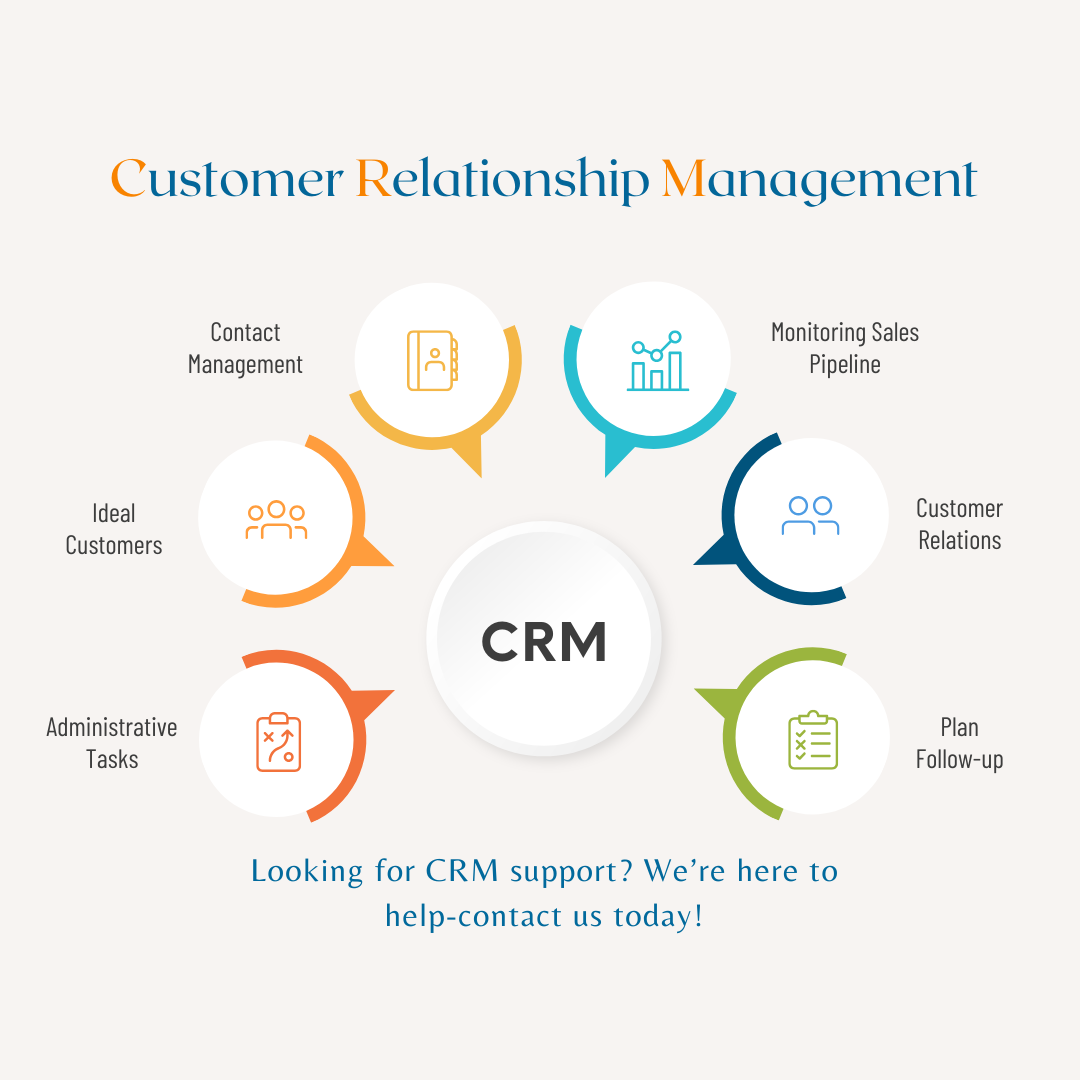 Customer Relationship Management
Contact
Management
Monitoring Sales
Pipeline
Ideal
Customers
Customer
Relations
CRM
Administrative
Tasks
Plan
Follow-up
Looking for CRM support? We’re here to
help-contact us today!